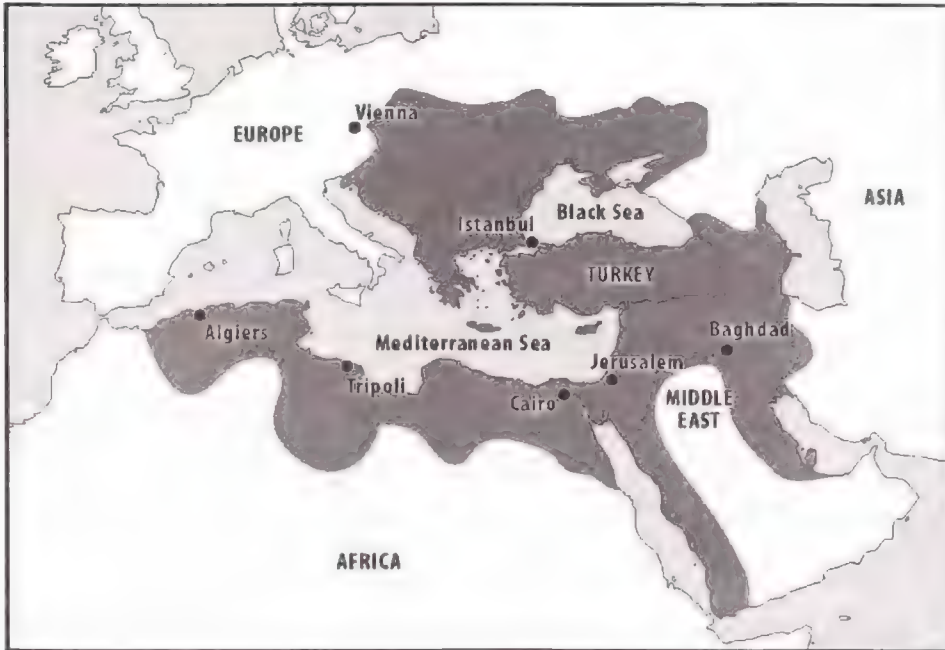 Vienna
EUROPE
ASIA
Istanbul
Black Sea
TURKEY
Algiers
Baghdad
Mediterranean Sea
Jerusalem
Tripoli
Cairo
MIDDLE
EAST
AFRICA